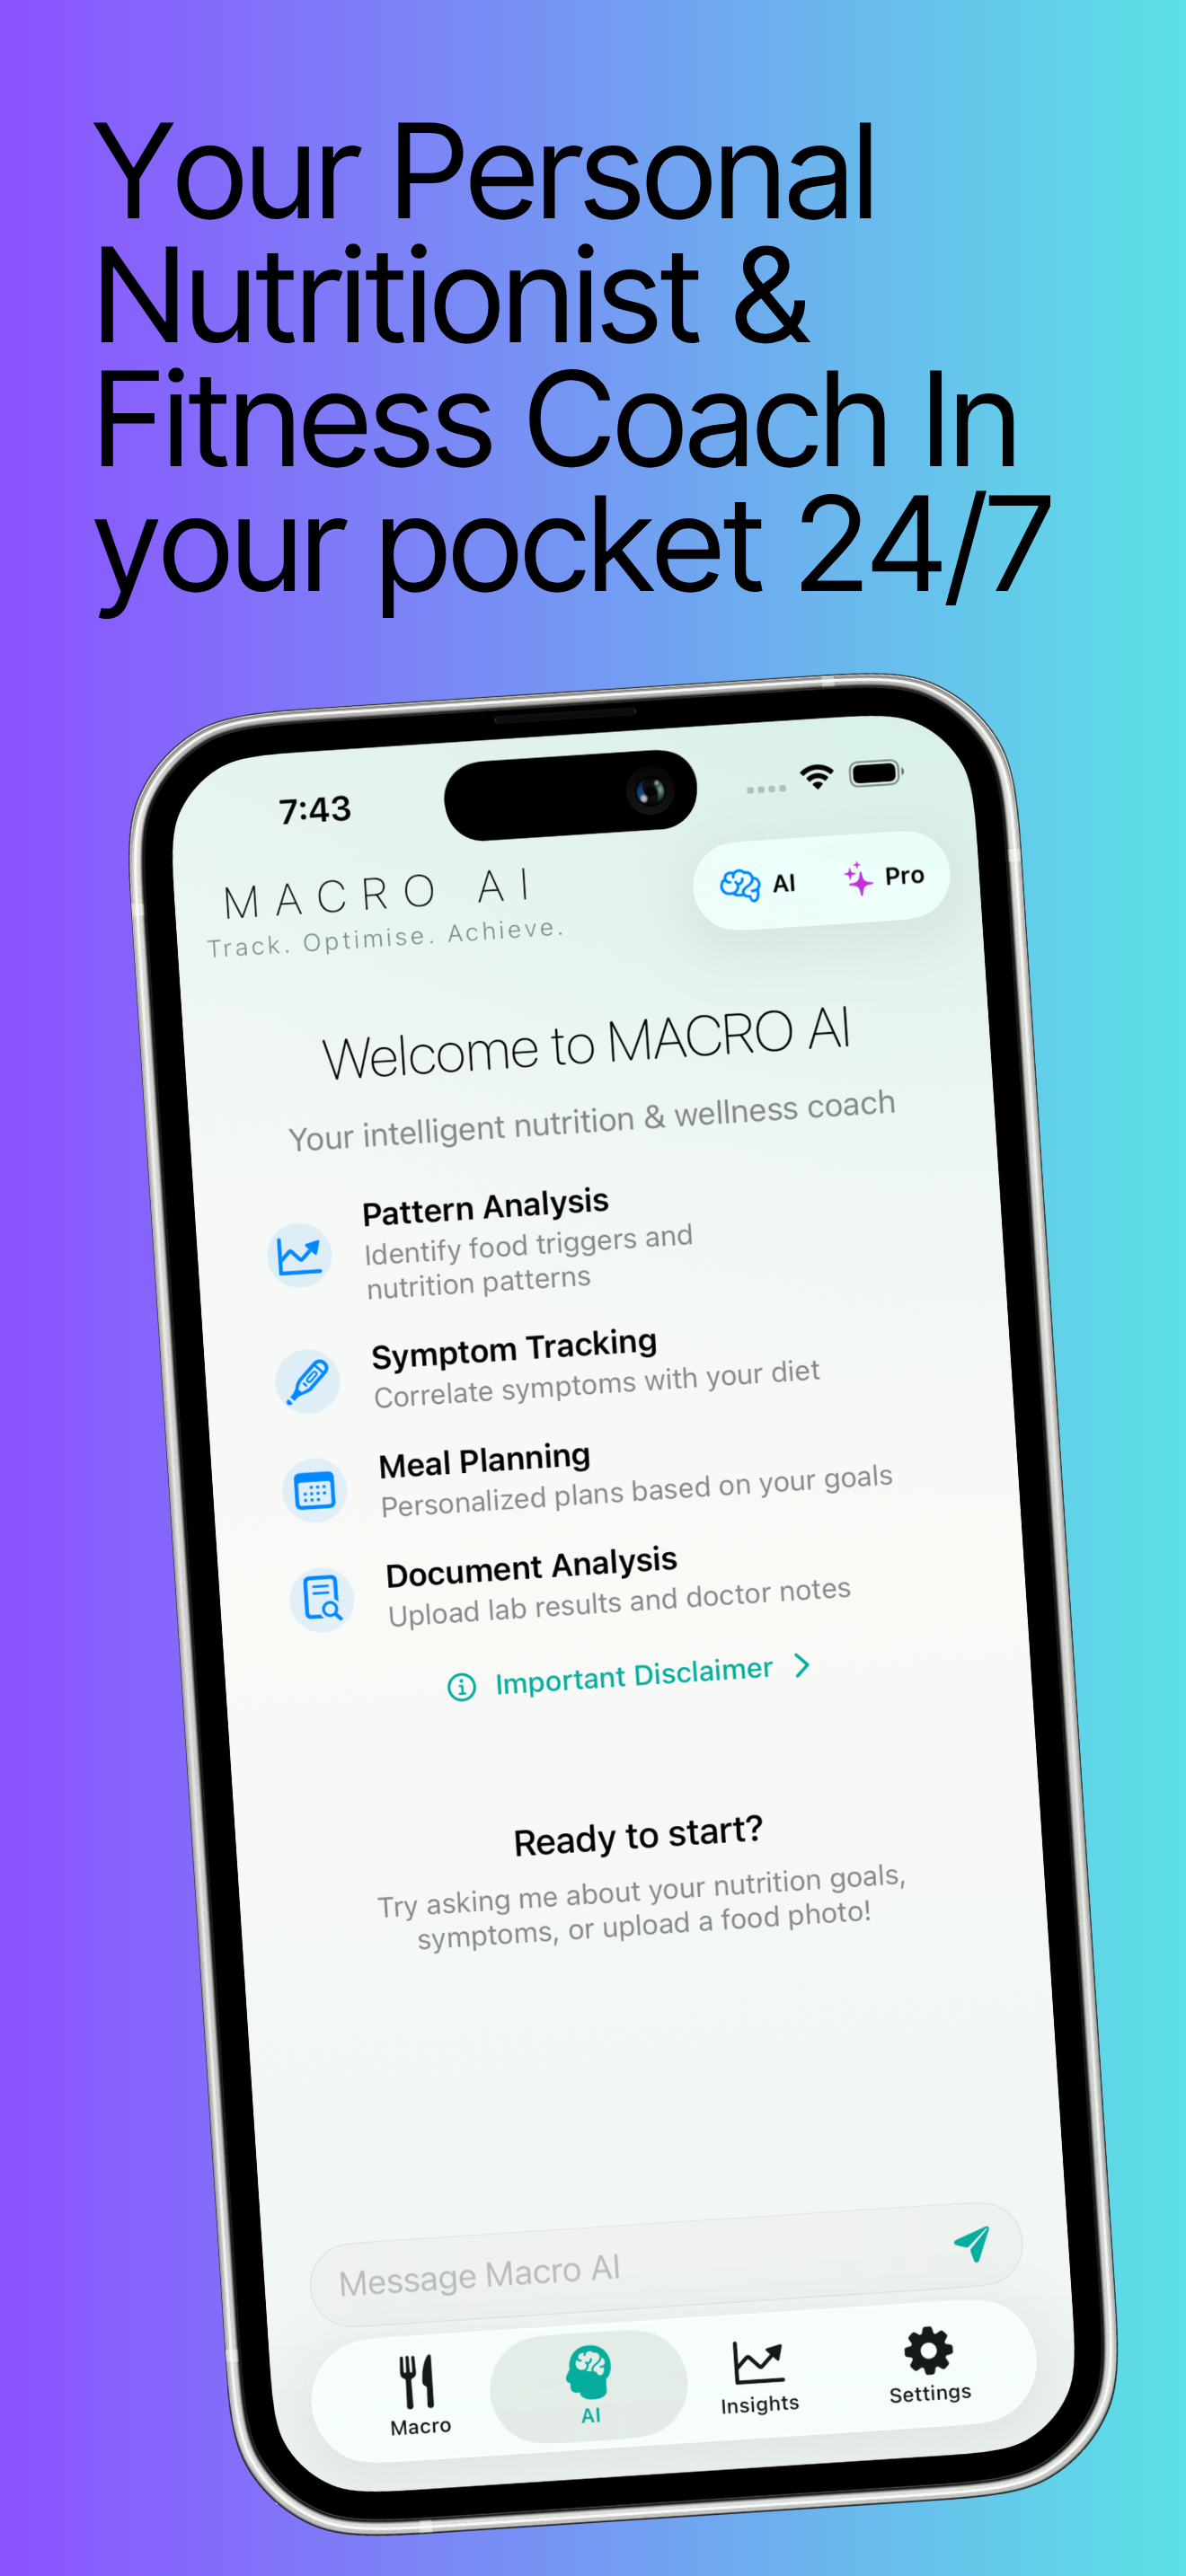 Your Personal
Nutritionist &
Fitness Coach In
your pocket 24/7
7:43
MACRO AI
Track. Optimise. Achieve.
AI
Pro
Welcome to MACRO AI
Your intelligent nutrition & wellness coach
Pattern Analysis
Identify food triggers and
nutrition patterns
Symptom Tracking
Correlate symptoms with your diet
Meal Planning
Personalized plans based on your goals
Document Analysis
Upload lab results and doctor notes
Important Disclaimer
Ready to start?
Try asking me about your nutrition goals,
symptoms, or upload a food photo!
Message Macro AI
Macro
AI
Insights
Settings